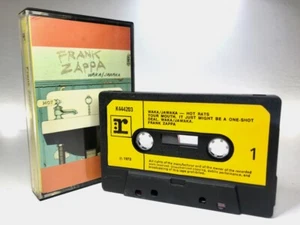 FRANK
ZAPPA
WAKA/JAWAKA
HOT
K444203
WAKA/JAWAKA — HOT RATS
YOUR MOUTH, IT JUST MIGHT BE A ONE-SHOT
DEAL, WAKA/JAWAKA.
FRANK ZAPPA
r
1
℗ 1972